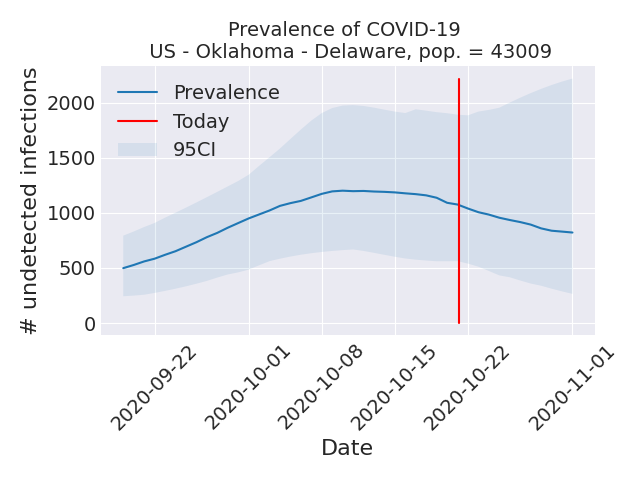 Prevalence of COVID-19
US - Oklahoma - Delaware, pop. = 43009
# undetected infections
2000
1500
1000
500
0
Prevalence
Today
95CI
2020-09-22
2020-10-01
2020-10-08
2020-10-15
2020-10-22
2020-11-01
Date